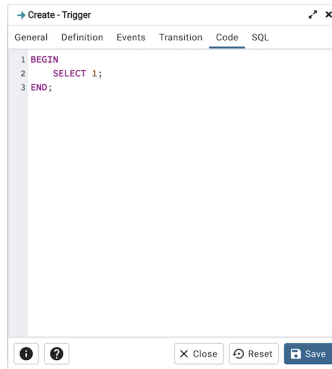 Create - Trigger
General Definition Events Transition Code SQL
1 BEGIN
2 SELECT 1;
3 END;
Close Reset Save